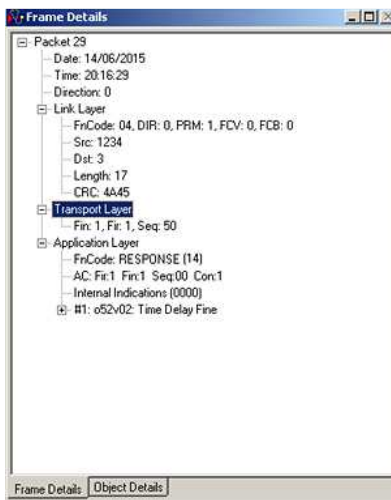 Frame Details
Packet 29
Date: 14/06/2015
Time: 20:16:29
Direction: 0
Link Layer
FnCode: 04, DIR: 0, PRM: 1, FCV: 0, FCB: 0
Src: 1234
Dst: 3
Length: 17
CRC: 4A45
Transport Layer
Fin: 1, Fir: 1, Seq: 50
Application Layer
FnCode: RESPONSE (14)
AC: Fir:1 Fin:1 Seq:00 Con:1
Internal Indications (0000)
#1: o52v02: Time Delay Fine
Frame Details Object Details